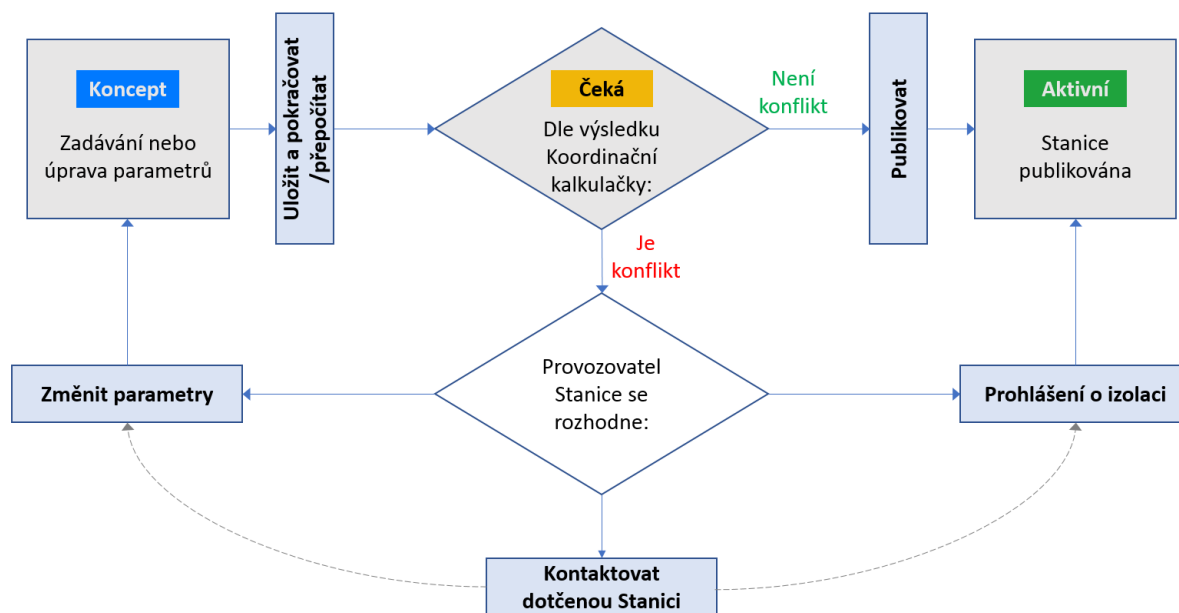 Koncept
Zadávání nebo
úprava parametrů
Uložit a pokračovat
/přepočítat
Čeká
Dle výsledku
Koordinační
kalkulačky:
Není
konflikt
Publikovat
Aktivní
Stanice
publikována
Je
konflikt
Změnit parametry
Provozovatel
Stanice se
rozhodne:
Prohlášení o izolaci
Kontaktovat
dotčenou Stanici